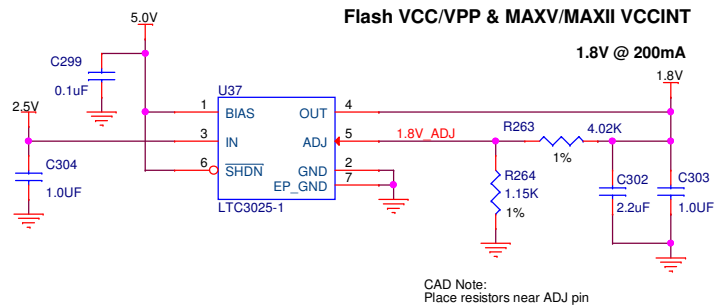 Flash VCC/VPP & MAXV/MAXII VCCINT
5.0V
1.8V @ 200mA
1.8V
C299
0.1uF
U37
2.5V
1 BIAS OUT 4
3 IN ADJ 5
6 SHDN GND 2
EP_GND 7
LTC3025-1
1.8V_ADJ
R263 4.02K
1%
C304
1.0UF
R264
1.15K
1%
C302
2.2uF
C303
1.0UF
CAD Note:
Place resistors near ADJ pin